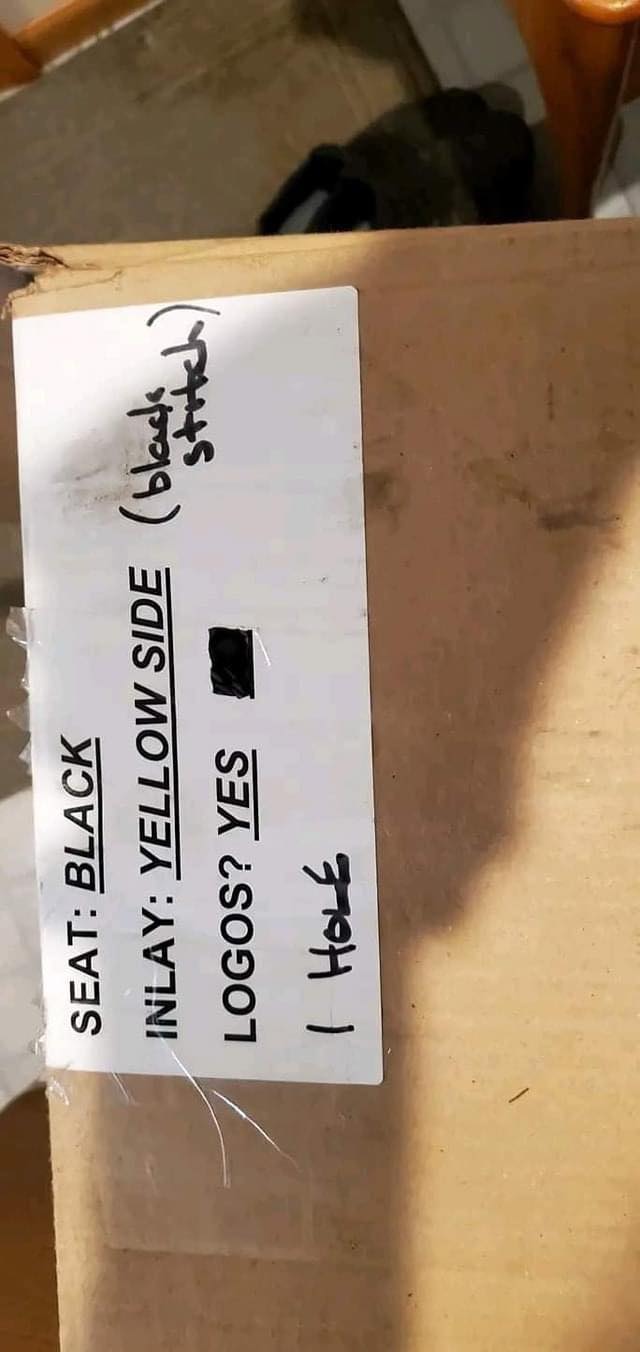 SEAT: BLACK
INLAY: YELLOW SIDE (black stitch)
LOGOS? YES
1 HOLE